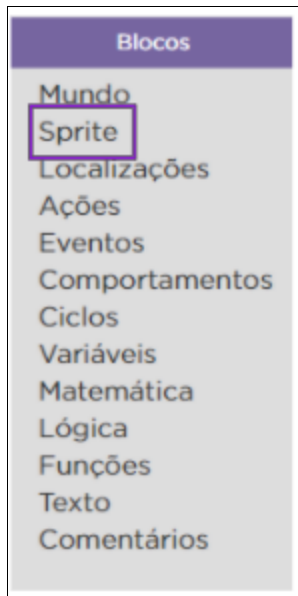 Blocos
Mundo
Sprite
Localizações
Ações
Eventos
Comportamentos
Ciclos
Variáveis
Matemática
Lógica
Funções
Texto
Comentários